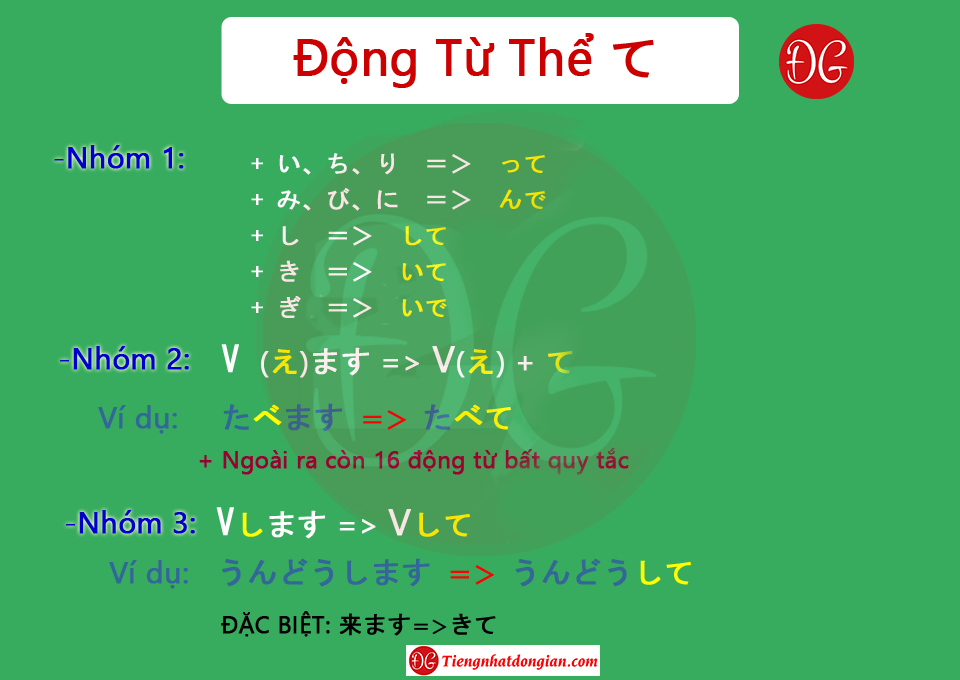 Động Từ Thể て
ĐG
-Nhóm 1:
+ い、ち、り => って
+ み、び、に => んで
+ し => して
+ き => いて
+ ぎ => いで
-Nhóm 2: V (え)ます => V(え) + て
Ví dụ: たべます => たべて
+ Ngoài ra còn 16 động từ bất quy tắc
-Nhóm 3: Vします => Vして
Ví dụ: うんどうします => うんどうして
ĐẶC BIỆT: 来ます=>きて
ĐG Tiengnhatdongian.com